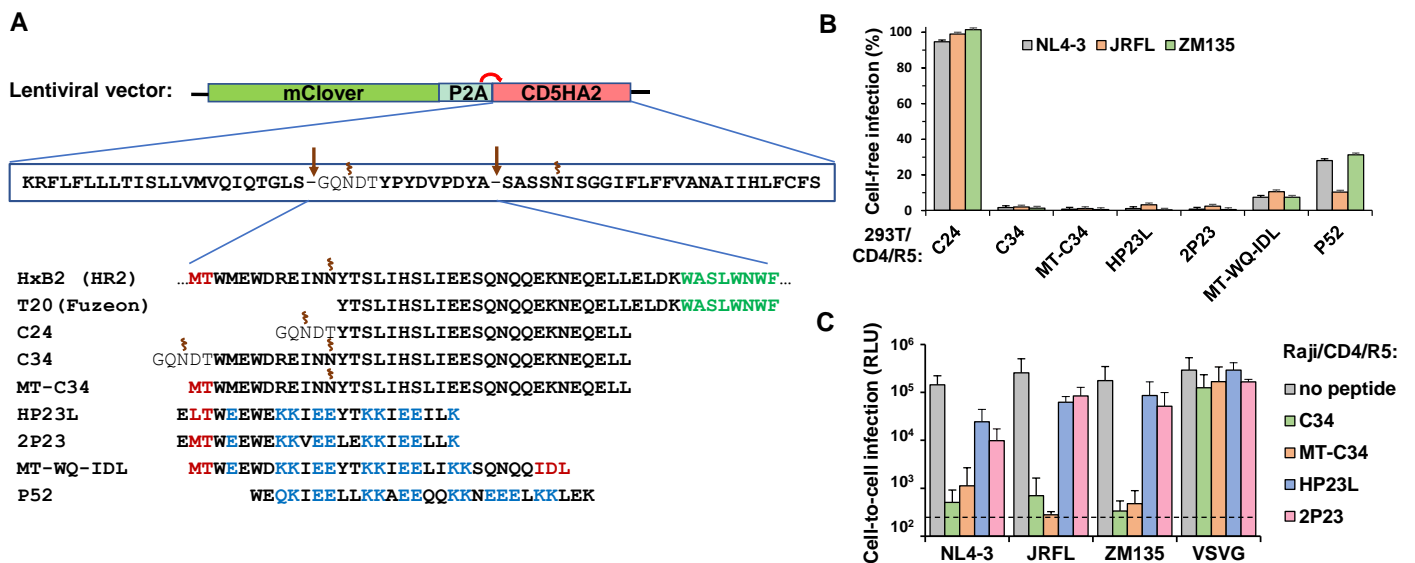 A
Lentiviral vector:
mClover P2A CD5HA2
KRFLFLLLTISLLVMVQIQTGLS-GQNDTYPYDVPDYA-SASSNISGGIFLFFVANAIIHLFCFS
HxB2 (HR2) …MTWMEWDREINNYTSLIHSLIEESQNQQEKNEQELLELDKWASLWNWF…
T20(Fuzeon) YTSLIHSLIEESQNQQEKNEQELLELDKWASLWNWF
C24 GQNDTYTSLIHSLIEESQNQQEKNEQELL
C34 GQNDTWMEWDREINNYTSLIHSLIEESQNQQEKNEQELL
MT-C34 MTWMEWDREINNYTSLIHSLIEESQNQQEKNEQELL
HP23L ELTWEEWEKKIEEYTKKIEEILK
2P23 EMTWEEWEKKVEELEKKIEELLK
MT-WQ-IDL MTWEEWDKKIEEYTKKIEELIKKSQNQQIDL
P52 WEQKIEELLKKAEEQQKKNEEELKKLEK
B
Cell-free infection (%)
100
80
60
40
20
0
NL4-3 JRFL ZM135
293T/
CD4/R5:
C24 C34 MT-C34 HP23L 2P23 MT-WQ-IDL P52
C
Cell-to-cell infection (RLU)
10⁶
10⁵
10⁴
10³
10²
NL4-3 JRFL ZM135 VSVG
Raji/CD4/R5:
no peptide
C34
MT-C34
HP23L
2P23